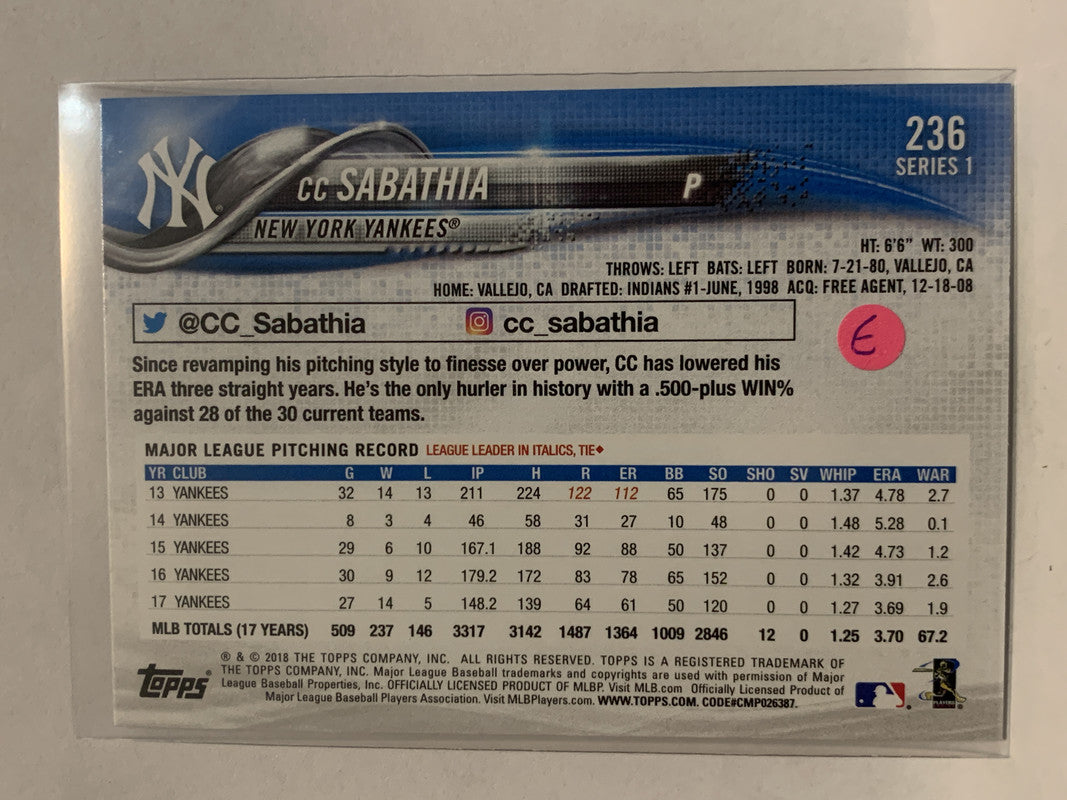 236
SERIES 1
NY
CC SABATHIA P
NEW YORK YANKEES®
HT: 6'6" WT: 300
THROWS: LEFT BATS: LEFT BORN: 7-21-80, VALLEJO, CA
HOME: VALLEJO, CA DRAFTED: INDIANS #1-JUNE, 1998 ACQ: FREE AGENT, 12-18-08
@CC_Sabathia cc_sabathia
E
Since revamping his pitching style to finesse over power, CC has lowered his
ERA three straight years. He's the only hurler in history with a .500-plus WIN%
against 28 of the 30 current teams.
MAJOR LEAGUE PITCHING RECORD LEAGUE LEADER IN ITALICS, TIE◆
YR CLUB G W L IP H R ER BB SO SHO SV WHIP ERA WAR
13 YANKEES 32 14 13 211 224 122 112 65 175 0 0 1.37 4.78 2.7
14 YANKEES 8 3 4 46 58 31 27 10 48 0 0 1.48 5.28 0.1
15 YANKEES 29 6 10 167.1 188 92 88 50 137 0 0 1.42 4.73 1.2
16 YANKEES 30 9 12 179.2 172 83 78 65 152 0 0 1.32 3.91 2.6
17 YANKEES 27 14 5 148.2 139 64 61 50 120 0 0 1.27 3.69 1.9
MLB TOTALS (17 YEARS) 509 237 146 3317 3142 1487 1364 1009 2846 12 0 1.25 3.70 67.2
Topps
® & © 2018 THE TOPPS COMPANY, INC. ALL RIGHTS RESERVED. TOPPS IS A REGISTERED TRADEMARK OF
THE TOPPS COMPANY, INC. Major League Baseball trademarks and copyrights are used with permission of Major
League Baseball Properties, Inc. OFFICIALLY LICENSED PRODUCT OF MLBP. Visit MLB.com Officially Licensed Product of
Major League Baseball Players Association. Visit MLBPlayers.com. WWW.TOPPS.COM. CODE#CMP026387.
PLAYERS